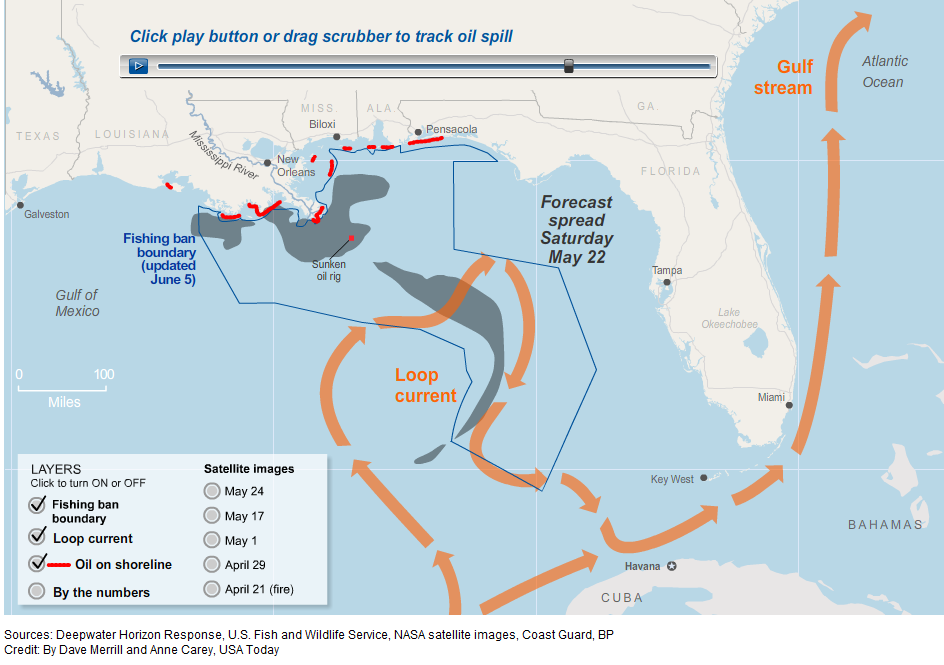 Click play button or drag scrubber to track oil spill
Gulf
stream
Atlantic
Ocean
TEXAS
LOUISIANA
MISS.
ALA.
GA.
Biloxi
Pensacola
Mississippi River
New
Orleans
FLORIDA
Galveston
Forecast
spread
Saturday
May 22
Fishing ban
boundary
(updated
June 5)
Sunken
oil rig
Tampa
Gulf of
Mexico
Lake
Okeechobee
0 100
Miles
Loop
current
Miami
Key West
BAHAMAS
Havana
CUBA
LAYERS
Click to turn ON or OFF
Fishing ban
boundary
Loop current
Oil on shoreline
By the numbers
Satellite images
May 24
May 17
May 1
April 29
April 21 (fire)
Sources: Deepwater Horizon Response, U.S. Fish and Wildlife Service, NASA satellite images, Coast Guard, BP
Credit: By Dave Merrill and Anne Carey, USA Today